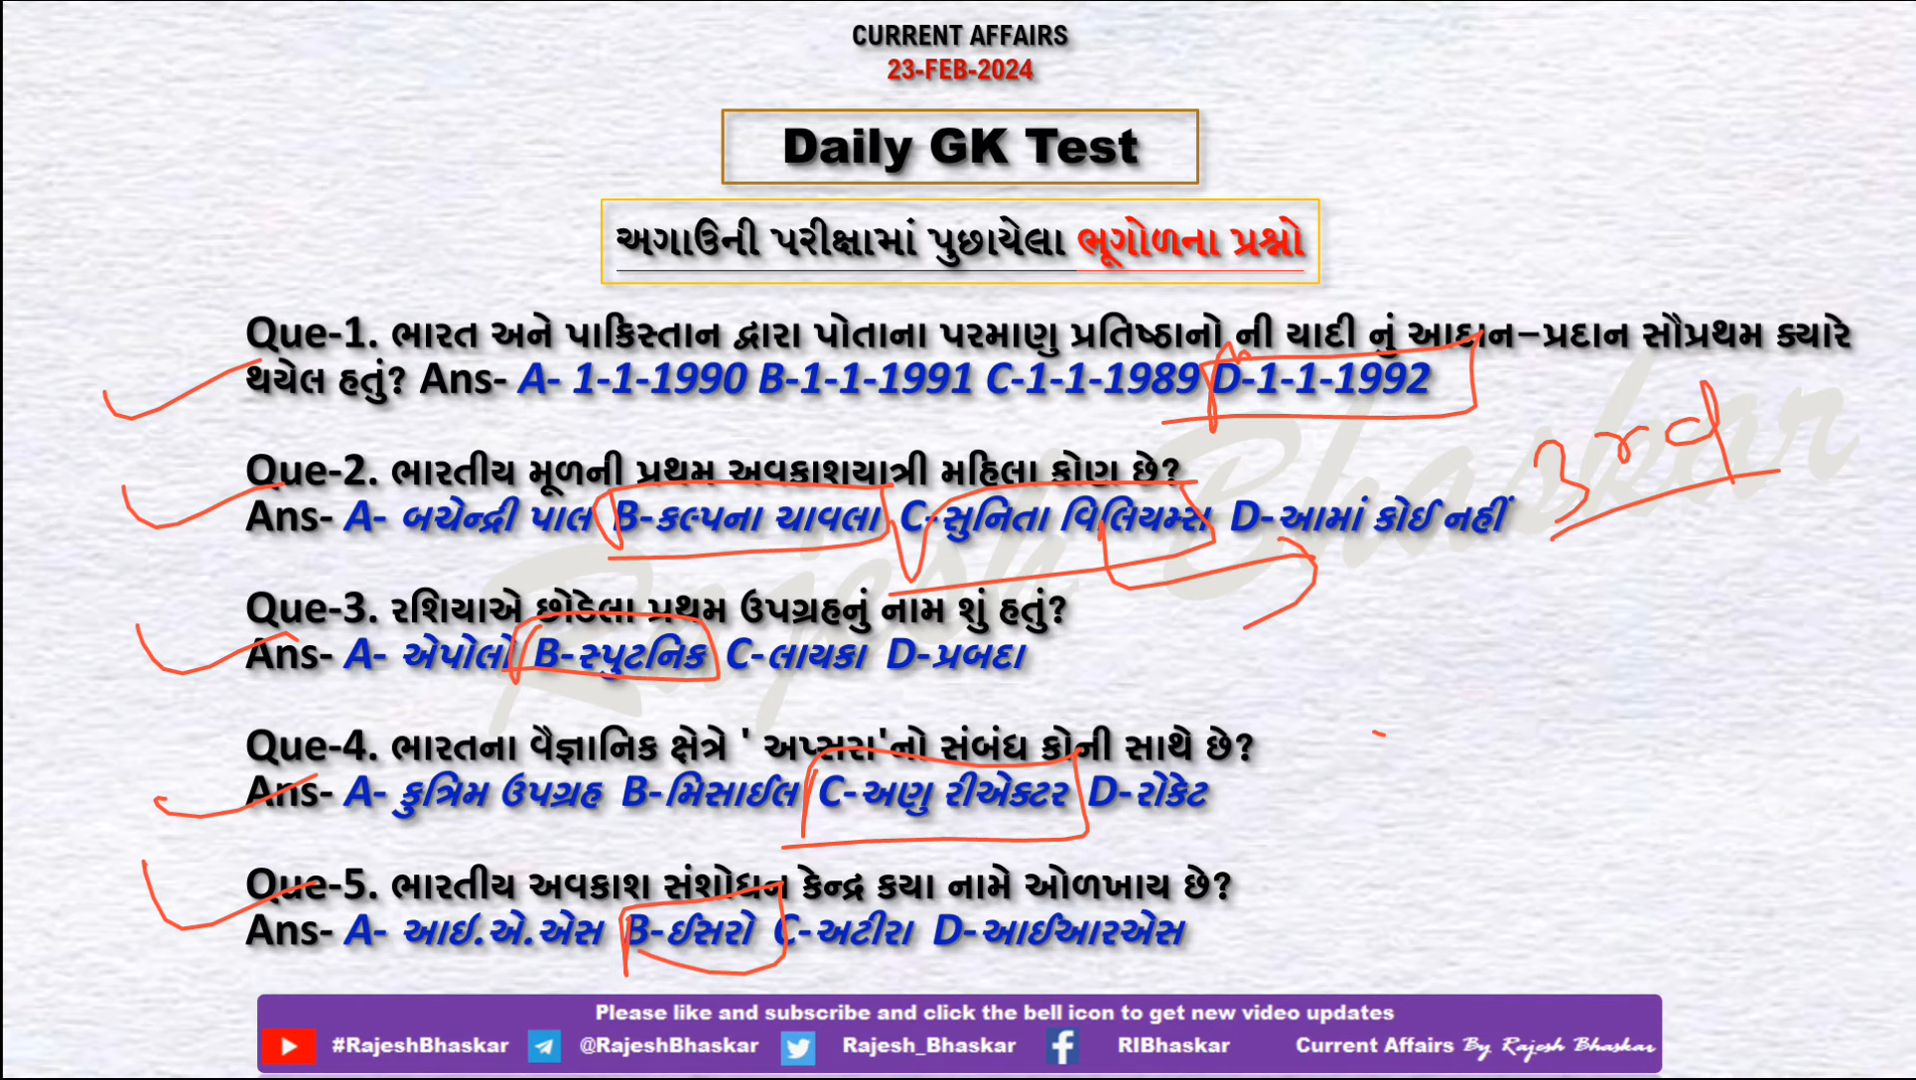 CURRENT AFFAIRS
23-FEB-2024
Daily GK Test
અગાઉની પરીક્ષામાં પુછાયેલા ભૂગોળના પ્રશ્નો
Que-1. ભારત અને પાકિસ્તાન દ્વારા પોતાના પરમાણુ પ્રતિષ્ઠાનો ની યાદી નું આદાન-પ્રદાન સૌપ્રથમ ક્યારે
થયેલ હતું? Ans- A- 1-1-1990 B-1-1-1991 C-1-1-1989 D-1-1-1992
3rd
Que-2. ભારતીય મૂળની પ્રથમ અવકાશયાત્રી મહિલા કોણ છે?
Ans- A- બચેન્દ્રી પાલ B-કલ્પના ચાવલા C-સુનિતા વિલિયમ્સ D-આમાં કોઈ નહીં
Que-3. રશિયાએ છોડેલા પ્રથમ ઉપગ્રહનું નામ શું હતું?
Ans- A- એપોલો B-સ્પુટનિક C-લાયકા D-પ્રબદા
Que-4. ભારતના વૈજ્ઞાનિક ક્ષેત્રે ' અપ્સરા'નો સંબંધ કોની સાથે છે?
Ans- A- કુત્રિમ ઉપગ્રહ B-મિસાઈલ C-અણુ રીએક્ટર D-રોકેટ
Que-5. ભારતીય અવકાશ સંશોધન કેન્દ્ર કયા નામે ઓળખાય છે?
Ans- A- આઈ.એ.એસ B-ઈસરો C-અટીરા D-આઈઆરએસ
Rajesh Bhaskar
Please like and subscribe and click the bell icon to get new video updates
#RajeshBhaskar @RajeshBhaskar Rajesh_Bhaskar RIBhaskar Current Affairs By Rajesh Bhaskar